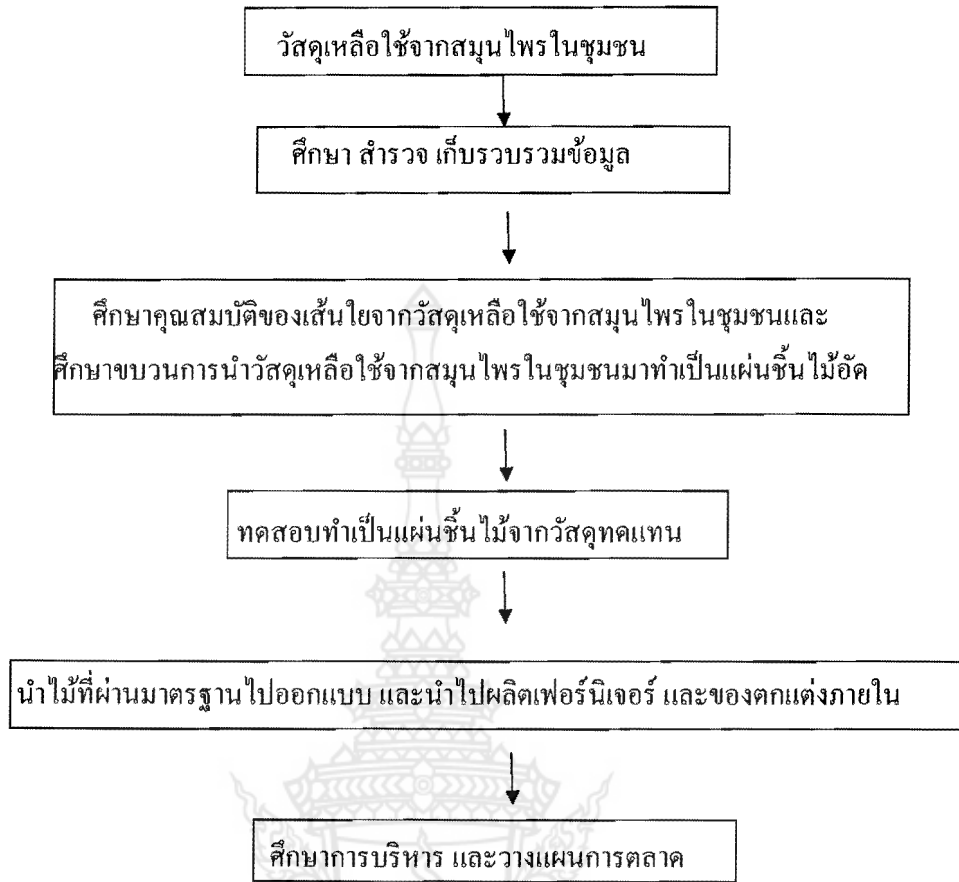 วัสดุเหลือใช้จากสมุนไพรในชุมชน
ศึกษา สำรวจ เก็บรวบรวมข้อมูล
ศึกษาคุณสมบัติของเส้นใยจากวัสดุเหลือใช้จากสมุนไพรในชุมชนและ
ศึกษาขบวนการนำวัสดุเหลือใช้จากสมุนไพรในชุมชนมาทำเป็นแผ่นชิ้นไม้อัด
ทดสอบทำเป็นแผ่นชิ้นไม้จากวัสดุทดแทน
นำไม้ที่ผ่านมาตรฐานไปออกแบบ และนำไปผลิตเฟอร์นิเจอร์ และของตกแต่งภายใน
ศึกษาการบริหาร และวางแผนการตลาด